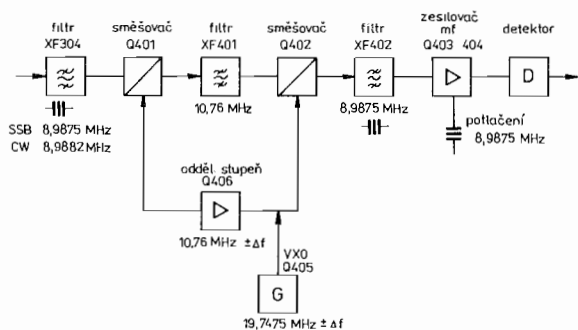 filtr
XF304
směšovač
Q401
filtr
XF401
směšovač
Q402
filtr
XF402
zesilovač
mf
Q403 404
detektor
D
SSB 8,9875 MHz
CW 8,9882 MHz
10,76 MHz
8,9875 MHz
potlačení
8,9875 MHz
odděl. stupeň
Q406
10,76 MHz ±Δf
VXO
Q405
G
19,7475 MHz ± Δf